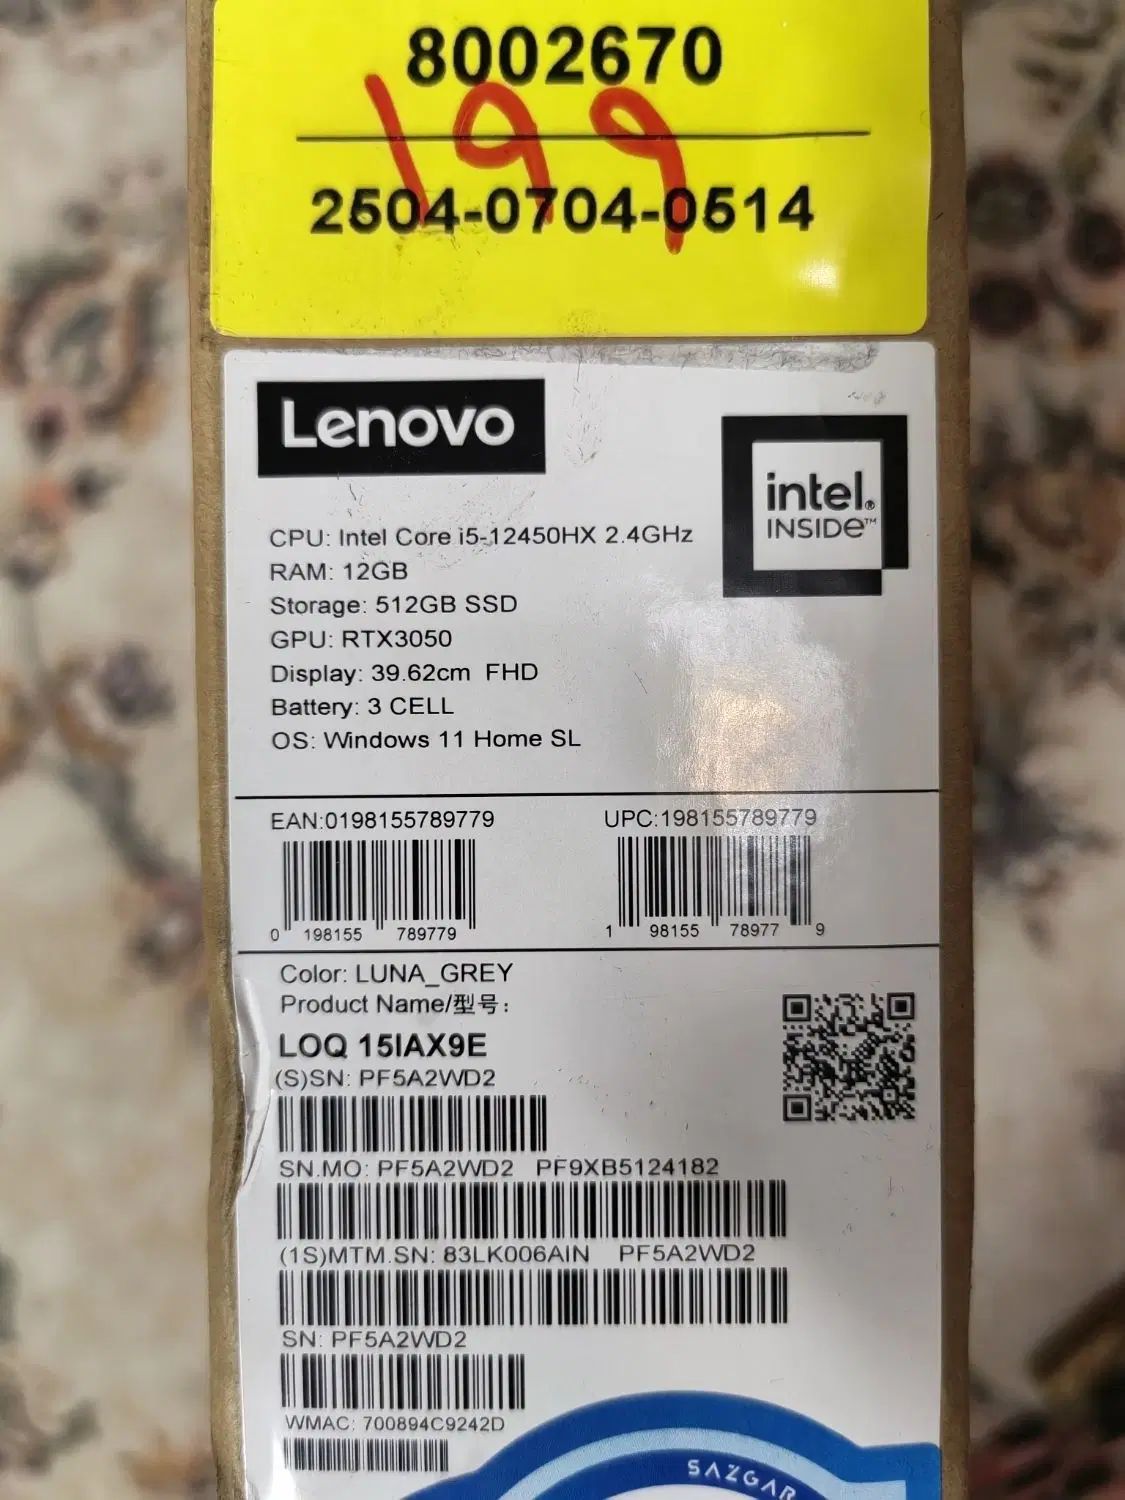 8002670
199
2504-0704-0514
Lenovo
intel®
INSIDE™
CPU: Intel Core i5-12450HX 2.4GHz
RAM: 12GB
Storage: 512GB SSD
GPU: RTX3050
Display: 39.62cm FHD
Battery: 3 CELL
OS: Windows 11 Home SL
EAN:0198155789779 UPC:198155789779
0 198155 789779 1 98155 78977 9
Color: LUNA_GREY
Product Name/型号:
LOQ 15IAX9E
(S)SN: PF5A2WD2
SN.MO: PF5A2WD2 PF9XB5124182
(1S)MTM.SN: 83LK006AIN PF5A2WD2
SN: PF5A2WD2
WMAC: 700894C9242D
SAZGAR